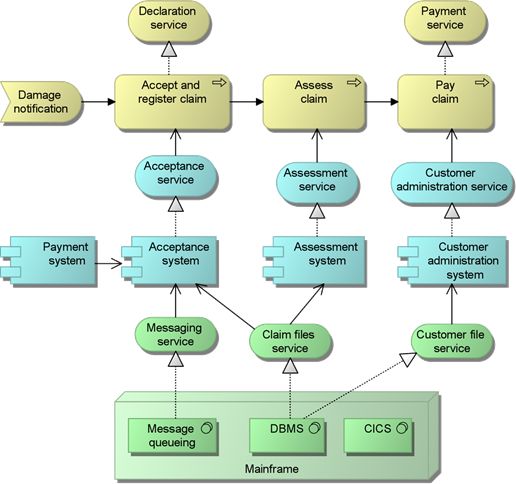 Declaration
service
Payment
service
Damage
notification
Accept and
register claim
Assess
claim
Pay
claim
Acceptance
service
Assessment
service
Customer
administration service
Payment
system
Acceptance
system
Assessment
system
Customer
administration
system
Messaging
service
Claim files
service
Customer file
service
Message
queueing
DBMS
CICS
Mainframe